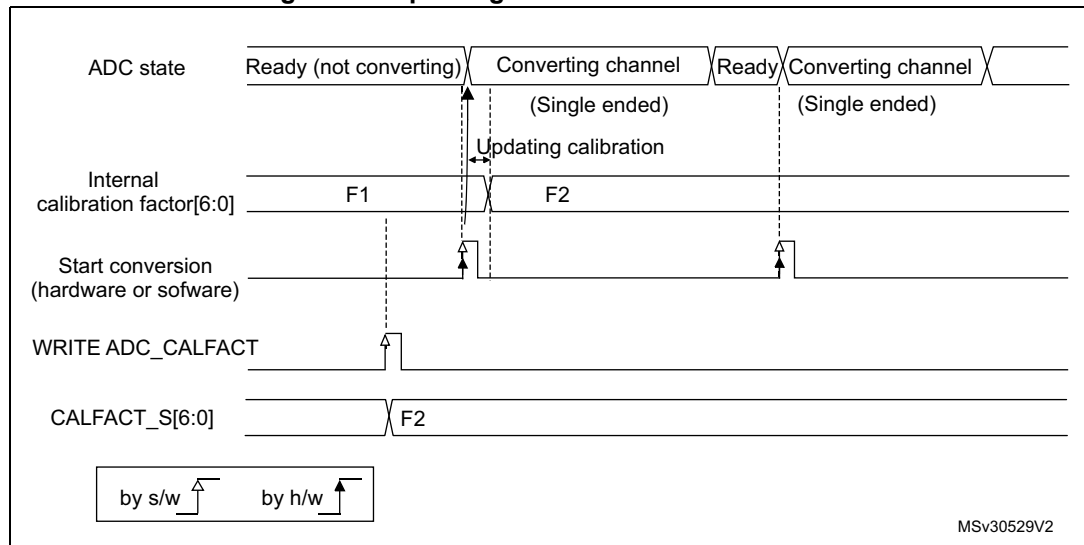 ADC state
Ready (not converting)
Converting channel
Ready
Converting channel
(Single ended)
(Single ended)
Updating calibration
Internal
calibration factor[6:0]
F1
F2
Start conversion
(hardware or sofware)
WRITE ADC_CALFACT
CALFACT_S[6:0]
F2
by s/w
by h/w
MSv30529V2